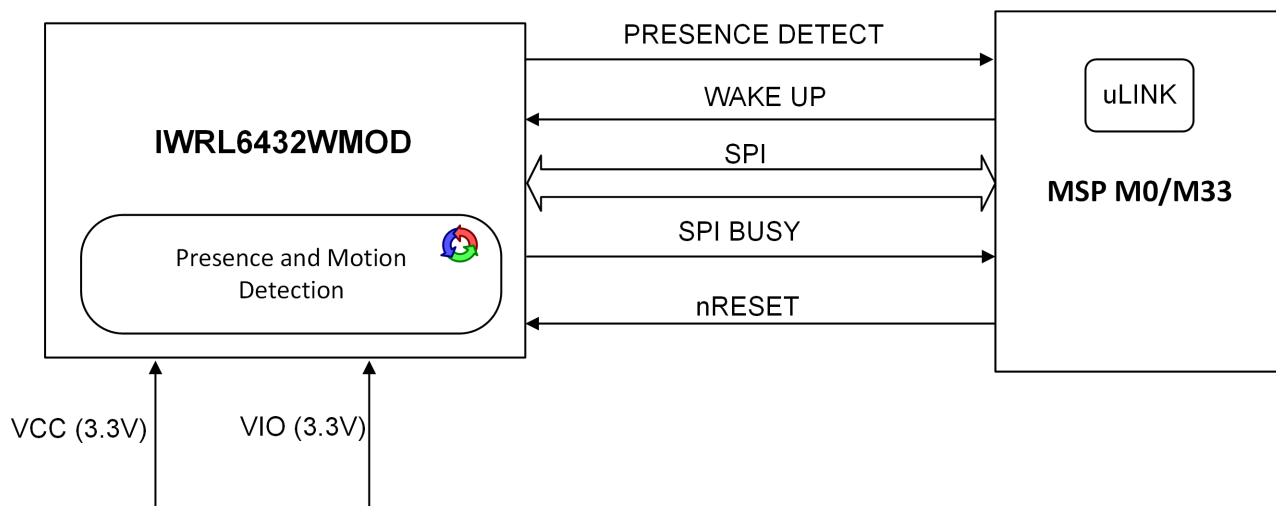 PRESENCE DETECT
WAKE UP
SPI
SPI BUSY
nRESET
IWRL6432WMOD
Presence and Motion
Detection
uLINK
MSP M0/M33
VCC (3.3V)
VIO (3.3V)